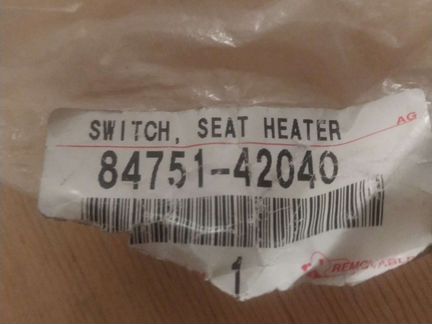 SWITCH, SEAT HEATER
AG
84751-42040
1
REMOVABLE